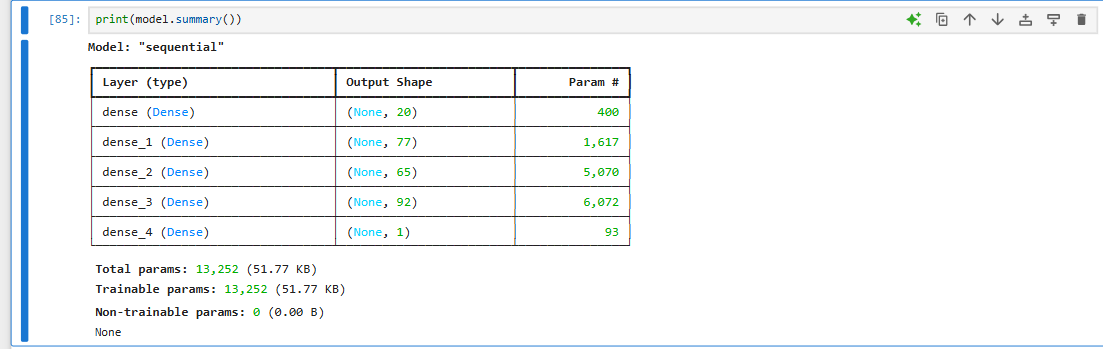 [85]: print(model.summary())
Model: "sequential"
Layer (type) Output Shape Param #
dense (Dense) (None, 20) 400
dense_1 (Dense) (None, 77) 1,617
dense_2 (Dense) (None, 65) 5,070
dense_3 (Dense) (None, 92) 6,072
dense_4 (Dense) (None, 1) 93
Total params: 13,252 (51.77 KB)
Trainable params: 13,252 (51.77 KB)
Non-trainable params: 0 (0.00 B)
None